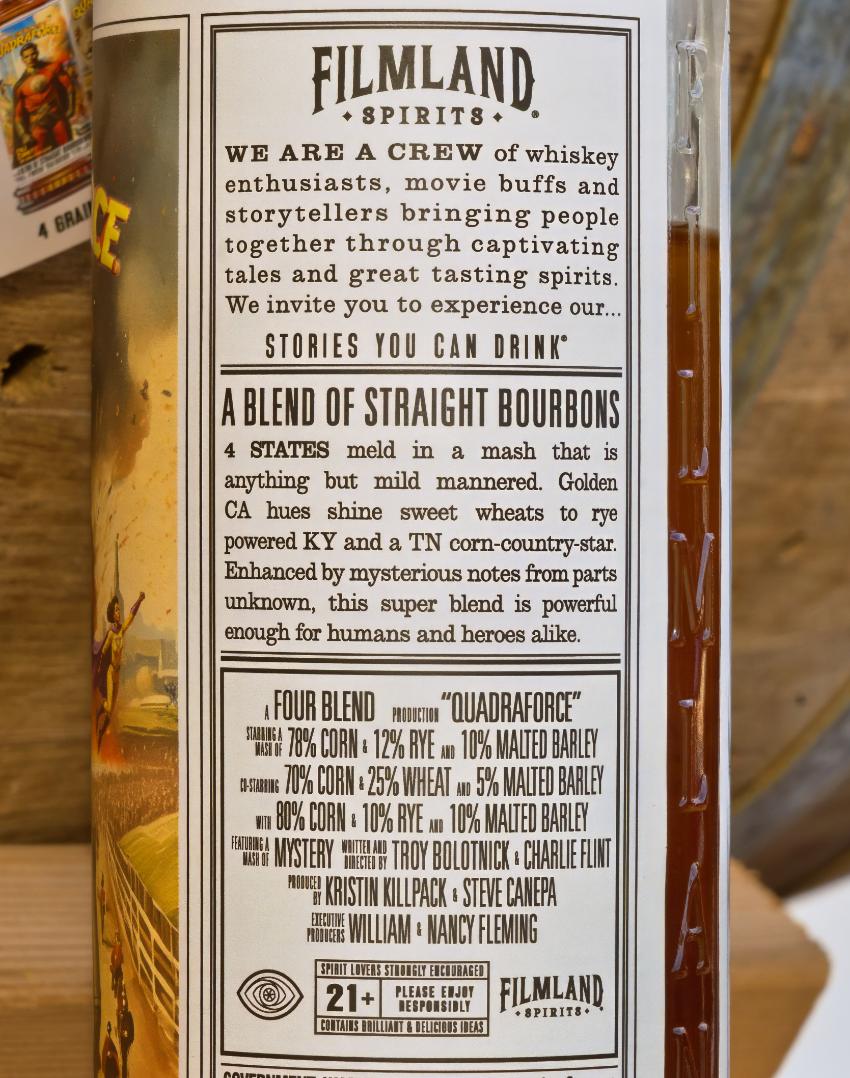 QUADRAFORCE
4 GRAIN
CE
FILMLAND
SPIRITS®
WE ARE A CREW of whiskey
enthusiasts, movie buffs and
storytellers bringing people
together through captivating
tales and great tasting spirits.
We invite you to experience our...
STORIES YOU CAN DRINK®
A BLEND OF STRAIGHT BOURBONS
4 STATES meld in a mash that is
anything but mild mannered. Golden
CA hues shine sweet wheats to rye
powered KY and a TN corn-country-star.
Enhanced by mysterious notes from parts
unknown, this super blend is powerful
enough for humans and heroes alike.
A FOUR BLEND PRODUCTION "QUADRAFORCE"
STARRING A MASH OF 78% CORN & 12% RYE AND 10% MALTED BARLEY
CO-STARRING 70% CORN & 25% WHEAT AND 5% MALTED BARLEY
WITH 80% CORN & 10% RYE AND 10% MALTED BARLEY
FEATURING A MASH OF MYSTERY WRITTEN AND DIRECTED BY TROY BOLOTNICK & CHARLIE FLINT
PRODUCED BY KRISTIN KILLPACK & STEVE CANEPA
EXECUTIVE PRODUCERS WILLIAM & NANCY FLEMING
SPIRIT LOVERS STRONGLY ENCOURAGED
21+ PLEASE ENJOY
RESPONSIBLY
CONTAINS BRILLIANT & DELICIOUS IDEAS
FILMLAND
SPIRITS
FILMLAN